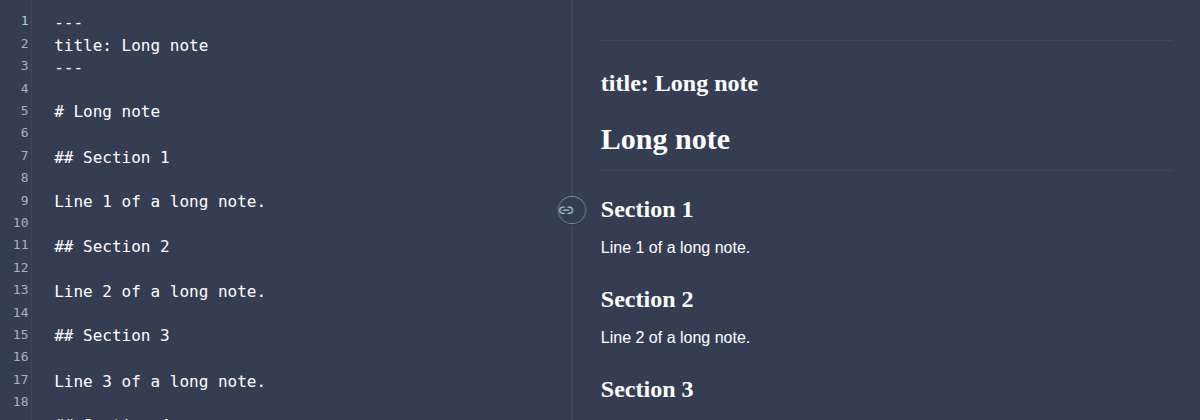 1 ---
2 title: Long note
3 ---
4
5 # Long note
6
7 ## Section 1
8
9 Line 1 of a long note.
10
11 ## Section 2
12
13 Line 2 of a long note.
14
15 ## Section 3
16
17 Line 3 of a long note.
18
title: Long note
Long note
Section 1
Line 1 of a long note.
Section 2
Line 2 of a long note.
Section 3